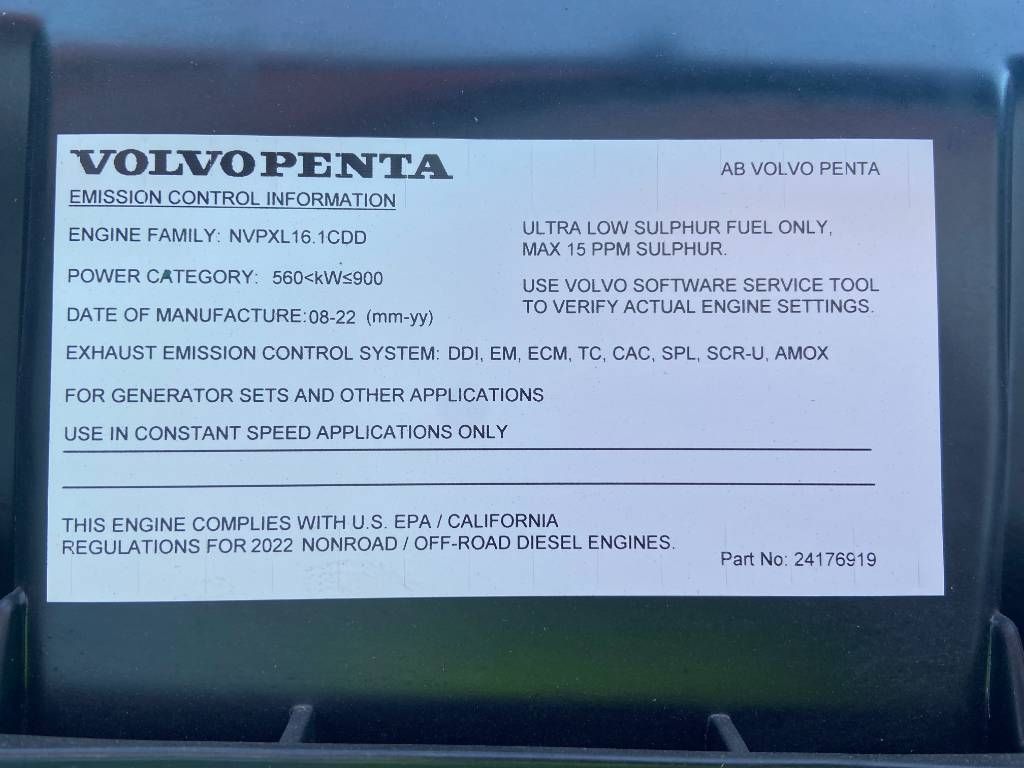 VOLVO PENTA
AB VOLVO PENTA
EMISSION CONTROL INFORMATION
ENGINE FAMILY: NVPXL16.1CDD
ULTRA LOW SULPHUR FUEL ONLY,
MAX 15 PPM SULPHUR.
POWER CATEGORY: 560<kW≤900
USE VOLVO SOFTWARE SERVICE TOOL
TO VERIFY ACTUAL ENGINE SETTINGS.
DATE OF MANUFACTURE:08-22 (mm-yy)
EXHAUST EMISSION CONTROL SYSTEM: DDI, EM, ECM, TC, CAC, SPL, SCR-U, AMOX
FOR GENERATOR SETS AND OTHER APPLICATIONS
USE IN CONSTANT SPEED APPLICATIONS ONLY
THIS ENGINE COMPLIES WITH U.S. EPA / CALIFORNIA
REGULATIONS FOR 2022 NONROAD / OFF-ROAD DIESEL ENGINES.
Part No: 24176919